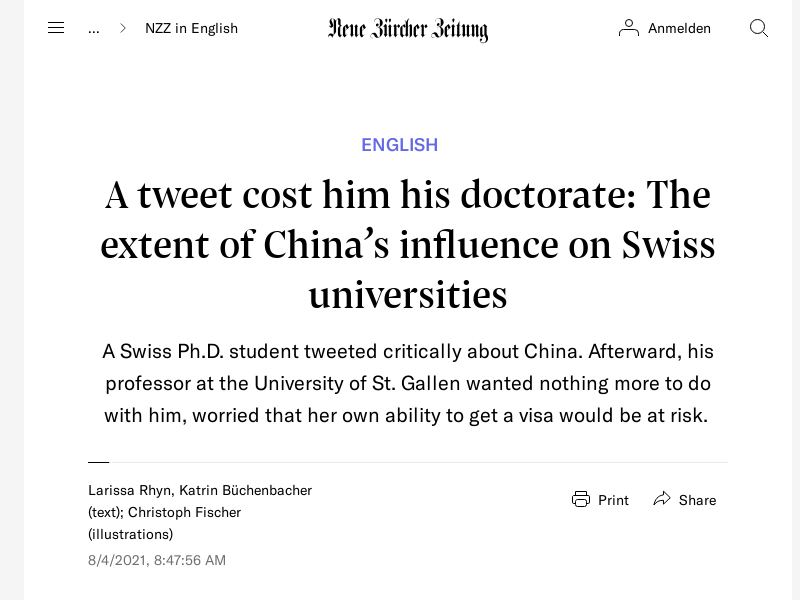 ... > NZZ in English
Neue Zürcher Zeitung
Anmelden
ENGLISH
A tweet cost him his doctorate: The
extent of China’s influence on Swiss
universities
A Swiss Ph.D. student tweeted critically about China. Afterward, his
professor at the University of St. Gallen wanted nothing more to do
with him, worried that her own ability to get a visa would be at risk.
Larissa Rhyn, Katrin Büchenbacher
(text); Christoph Fischer
(illustrations)
8/4/2021, 8:47:56 AM
Print
Share